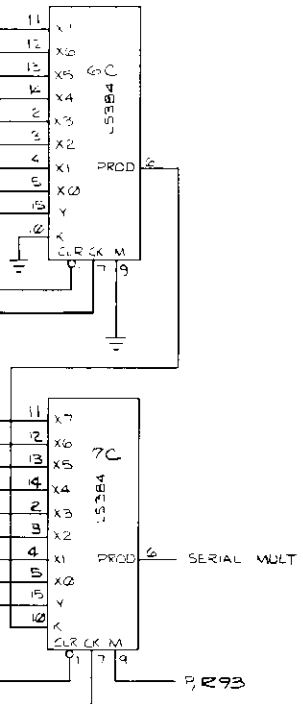 11 X7
12 X6
13 X5 6C
14 X4 LS384
2 X3
3 X2
4 X1 PROD 6
5 X0
15 Y
10 K
CLR CK M
1 7 9
11 X7
12 X6 7C
13 X5
14 X4 LS384
2 X3
3 X2
4 X1 PROD 6 SERIAL MULT
5 X0
15 Y
10 K
CLR CK M
1 7 9
P, R93